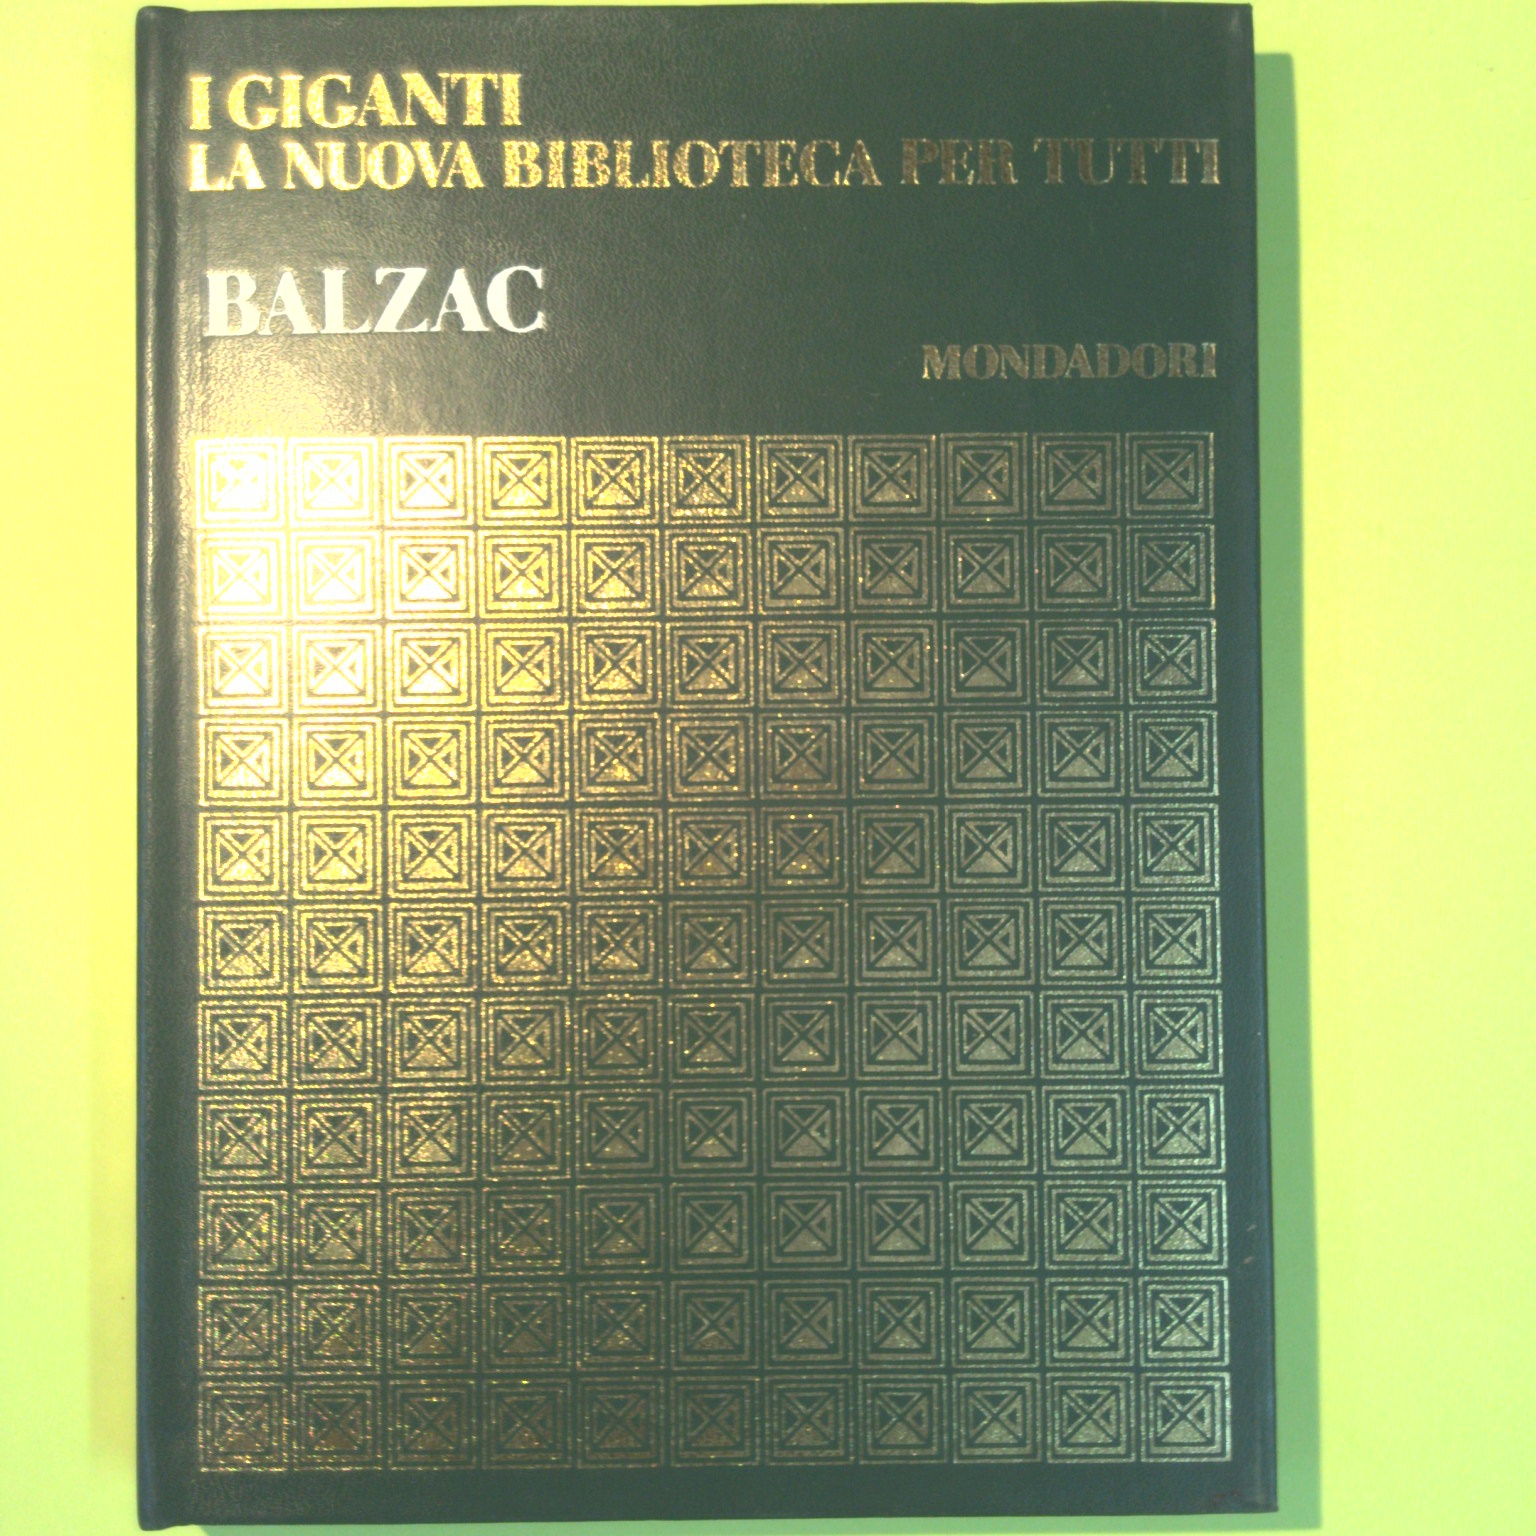 I GIGANTI
LA NUOVA BIBLIOTECA PER TUTTI
BALZAC
MONDADORI